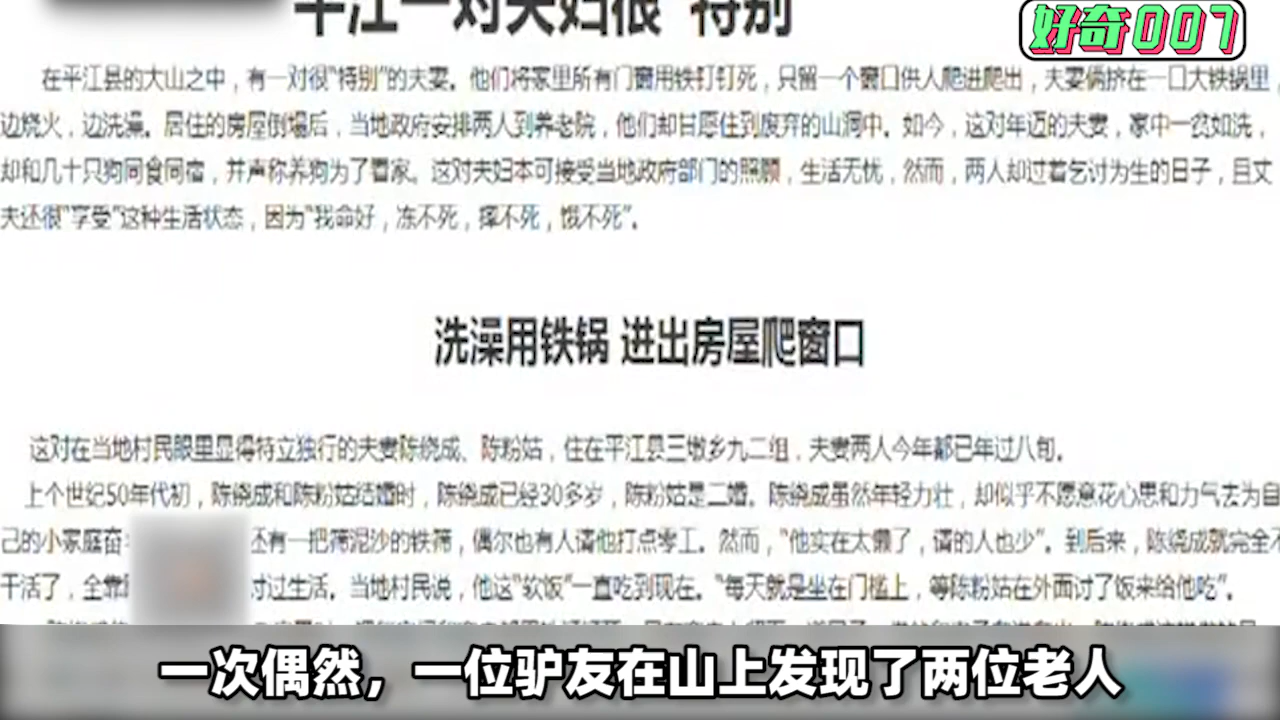 平江一对夫妇很"特别
好奇007
在平江县的大山之中，有一对很"特别"的夫妻。他们将家里所有门窗用铁钉钉死，只留一个窗口供人爬进爬出，夫妻俩挤在一口大铁锅里，
边烧火，边洗澡。居住的房屋倒塌后，当地政府安排两人到养老院，他们却甘愿住到废弃的山洞中。如今，这对年迈的夫妻，家中一贫如洗，
却和几十只狗同食同宿，并声称养狗为了看家。这对夫妇本可接受当地政府部门的照顾，生活无忧，然而，两人却过着乞讨为生的日子，且丈
夫还很"享受"这种生活状态，因为"我命好，冻不死，摔不死，饿不死"。
洗澡用铁锅 进出房屋爬窗口
这对在当地村民眼里显得特立独行的夫妻陈绕成、陈粉姑，住在平江县三墩乡九二组，夫妻两人今年都已年过八旬。
上个世纪50年代初，陈绕成和陈粉姑结婚时，陈绕成已经30多岁，陈粉姑是二婚。陈绕成虽然年轻力壮，却似乎不愿意花心思和力气去为自
己的小家庭奋 还有一把筛泥沙的铁筛，偶尔也有人请他打点零工。然而，"他实在太懒了，请的人也少"。到后来，陈绕成就完全不
干活了，全靠 讨过生活。当地村民说，他这"软饭"一直吃到现在。"每天就是坐在门槛上，等陈粉姑在外面讨了饭来给他吃"。
一次偶然，一位驴友在山上发现了两位老人